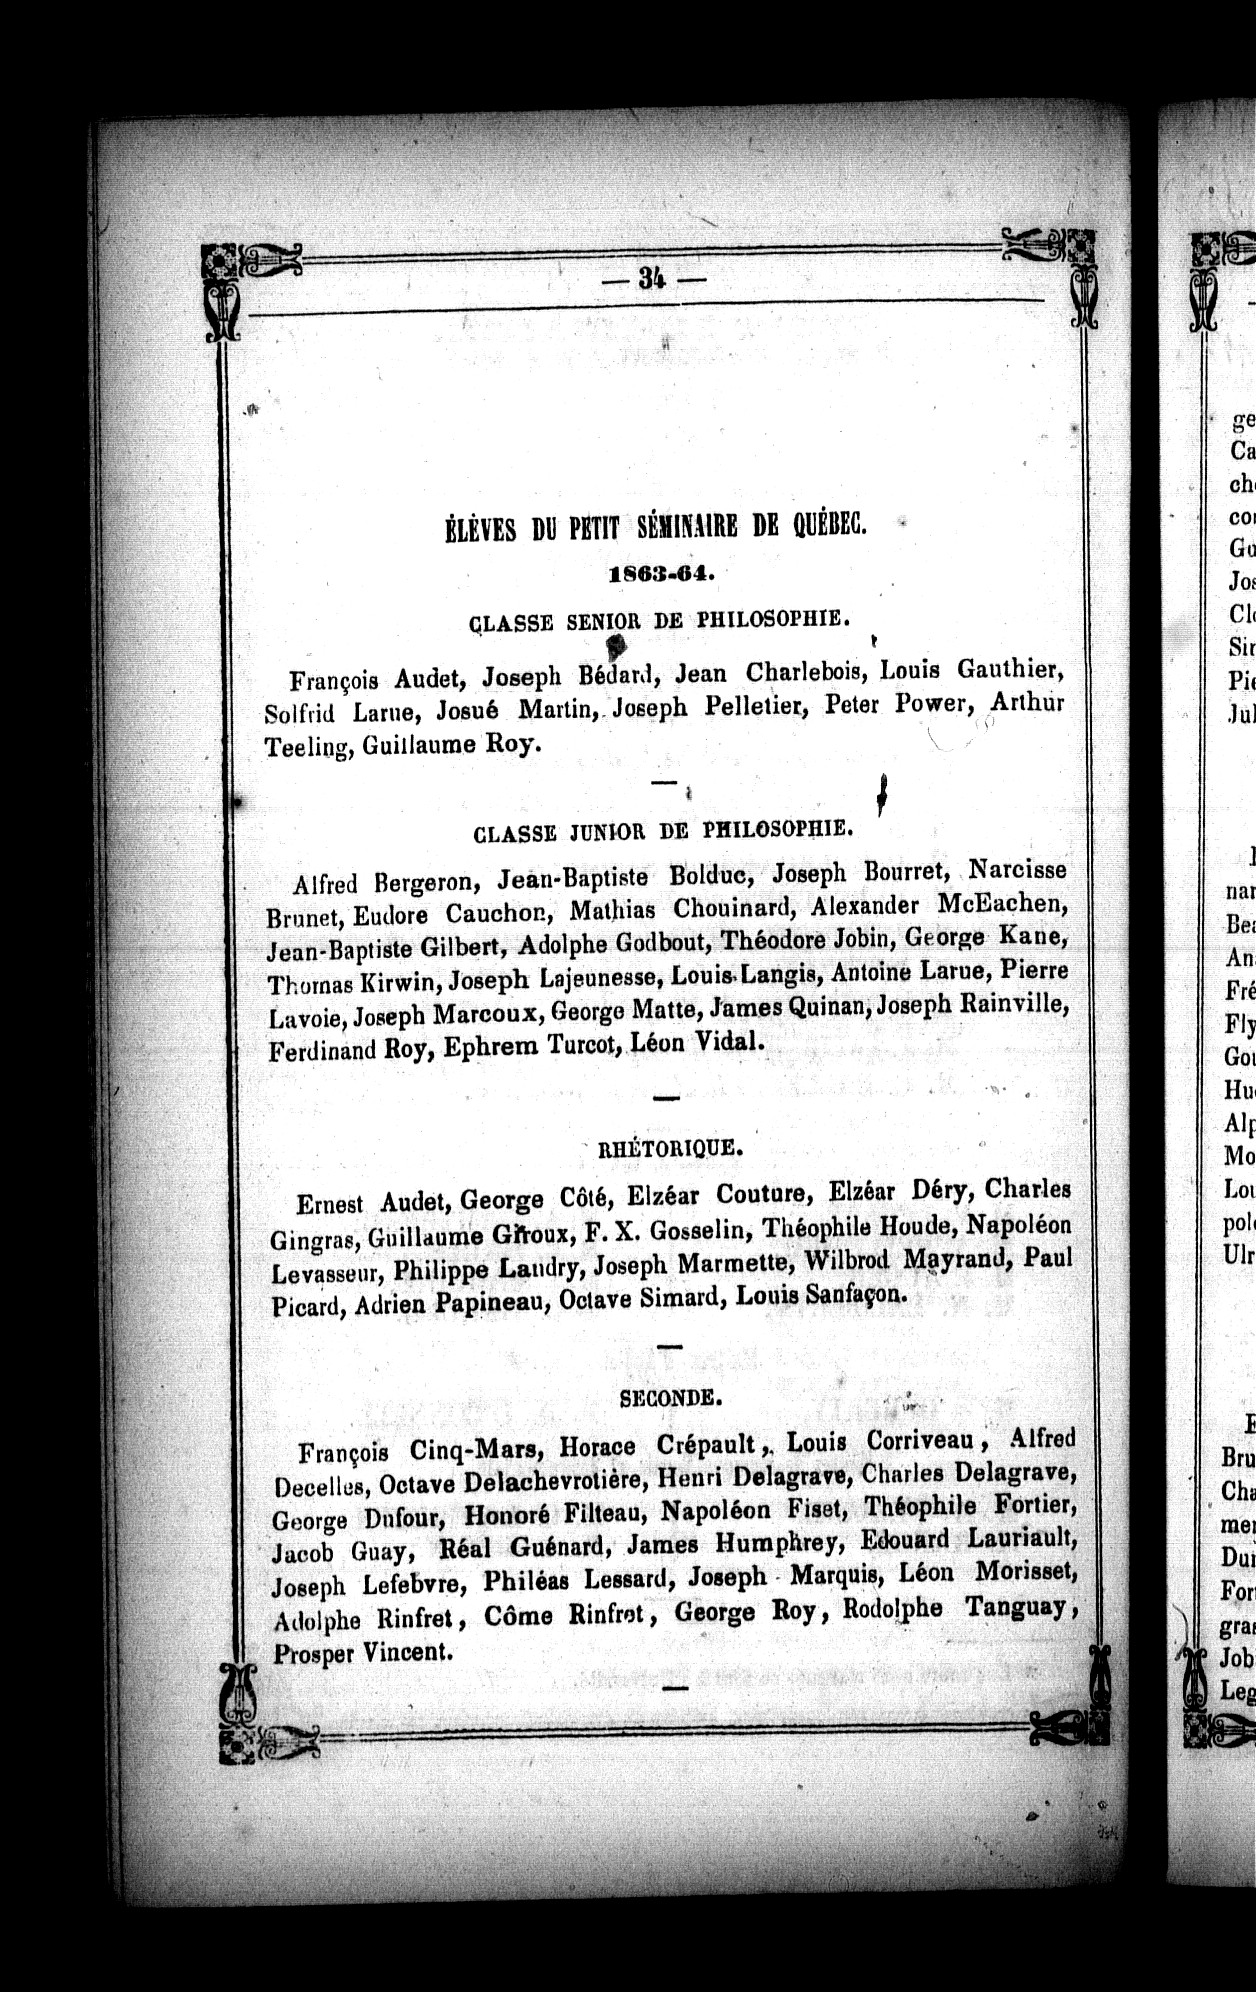 — 34 —
ÉLÈVES DU PETIT SÉMINAIRE DE QUÉBEC.
1863-64.
CLASSE SENIOR DE PHILOSOPHIE.
François Audet, Joseph Bédard, Jean Charlebois, Louis Gauthier,
Solfrid Larue, Josué Martin, Joseph Pelletier, Peter Power, Arthur
Teeling, Guillaume Roy.
—
CLASSE JUNIOR DE PHILOSOPHIE.
Alfred Bergeron, Jean-Baptiste Bolduc, Joseph Bourret, Narcisse
Brunet, Eudore Cauchon, Mathias Chouinard, Alexander McEachen,
Jean-Baptiste Gilbert, Adolphe Godbout, Théodore Jobin, George Kane,
Thomas Kirwin, Joseph Lajeunesse, Louis Langis, Antoine Larue, Pierre
Lavoie, Joseph Marcoux, George Matte, James Quinan, Joseph Rainville,
Ferdinand Roy, Ephrem Turcot, Léon Vidal.
—
RHÉTORIQUE.
Ernest Audet, George Côté, Elzéar Couture, Elzéar Déry, Charles
Gingras, Guillaume Giroux, F. X. Gosselin, Théophile Houde, Napoléon
Levasseur, Philippe Landry, Joseph Marmette, Wilbrod Mayrand, Paul
Picard, Adrien Papineau, Octave Simard, Louis Sanfaçon.
—
SECONDE.
François Cinq-Mars, Horace Crépault, Louis Corriveau, Alfred
Decelles, Octave Delachevrotière, Henri Delagrave, Charles Delagrave,
George Dufour, Honoré Filteau, Napoléon Fiset, Théophile Fortier,
Jacob Guay, Réal Guénard, James Humphrey, Edouard Lauriault,
Joseph Lefebvre, Philéas Lessard, Joseph Marquis, Léon Morisset,
Adolphe Rinfret, Côme Rinfret, George Roy, Rodolphe Tanguay,
Prosper Vincent.
—